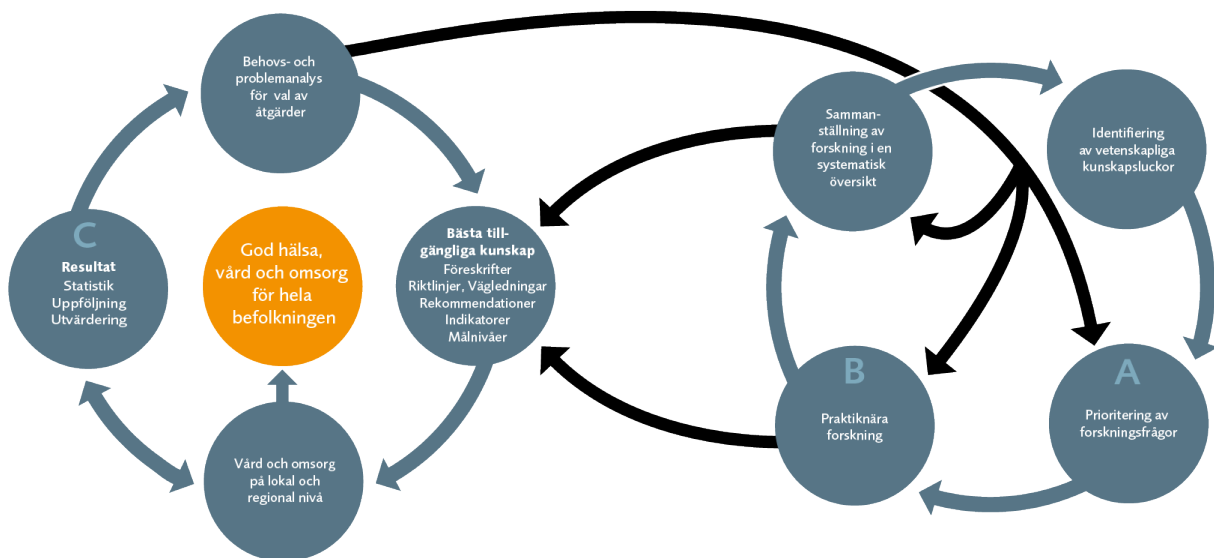 Behovs- och
problemanalys
för val av
åtgärder
C
Resultat
Statistik
Uppföljning
Utvärdering
God hälsa,
vård och omsorg
för hela
befolkningen
Bästa till-
gängliga kunskap
Föreskrifter
Riktlinjer, Vägledningar
Rekommendationer
Indikatorer
Målnivåer
Vård och omsorg
på lokal och
regional nivå
Samman-
ställning av
forskning i en
systematisk
översikt
Identifiering
av vetenskapliga
kunskapsluckor
B
Praktiknära
forskning
A
Prioritering av
forskningsfrågor